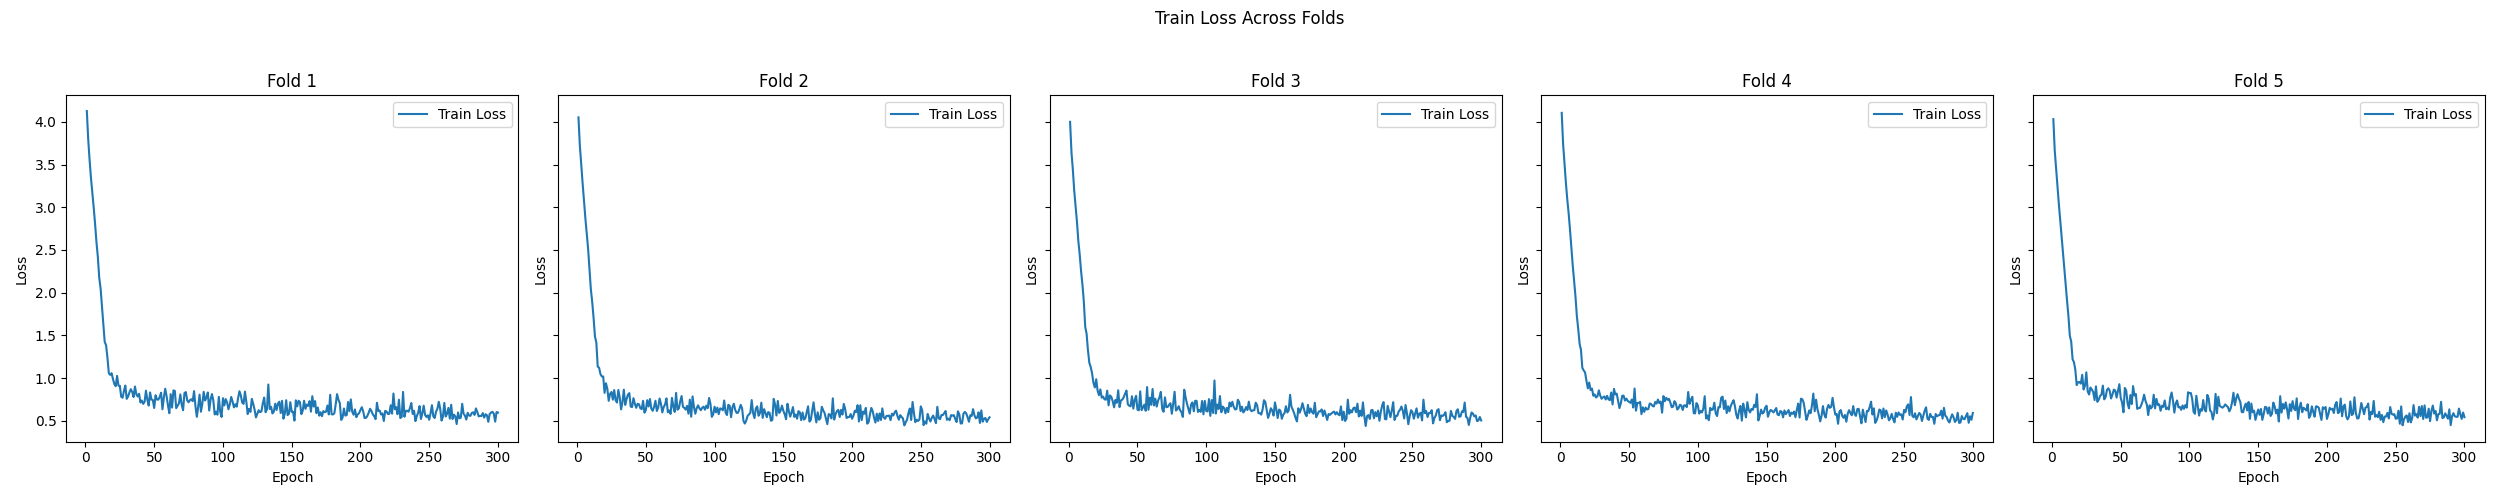 Train Loss Across Folds
Fold 1
Train Loss
Loss
4.0
3.5
3.0
2.5
2.0
1.5
1.0
0.5
0 50 100 150 200 250 300
Epoch
Fold 2
Train Loss
Loss
0 50 100 150 200 250 300
Epoch
Fold 3
Train Loss
Loss
0 50 100 150 200 250 300
Epoch
Fold 4
Train Loss
Loss
0 50 100 150 200 250 300
Epoch
Fold 5
Train Loss
Loss
0 50 100 150 200 250 300
Epoch